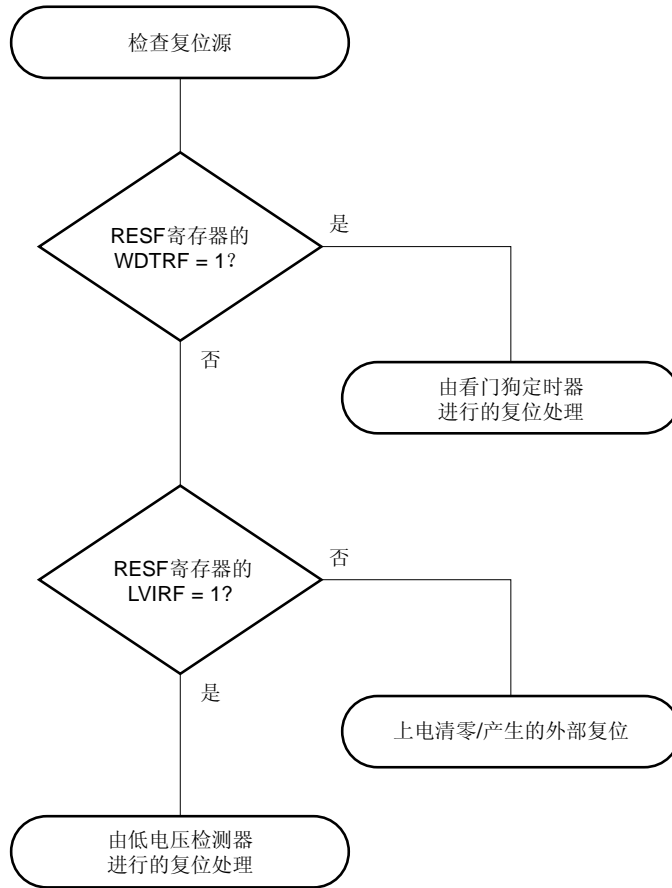 检查复位源
RESF寄存器的
WDTRF = 1？
是
否
由看门狗定时器
进行的复位处理
RESF寄存器的
LVIRF = 1?
否
是
上电清零/产生的外部复位
由低电压检测器
进行的复位处理